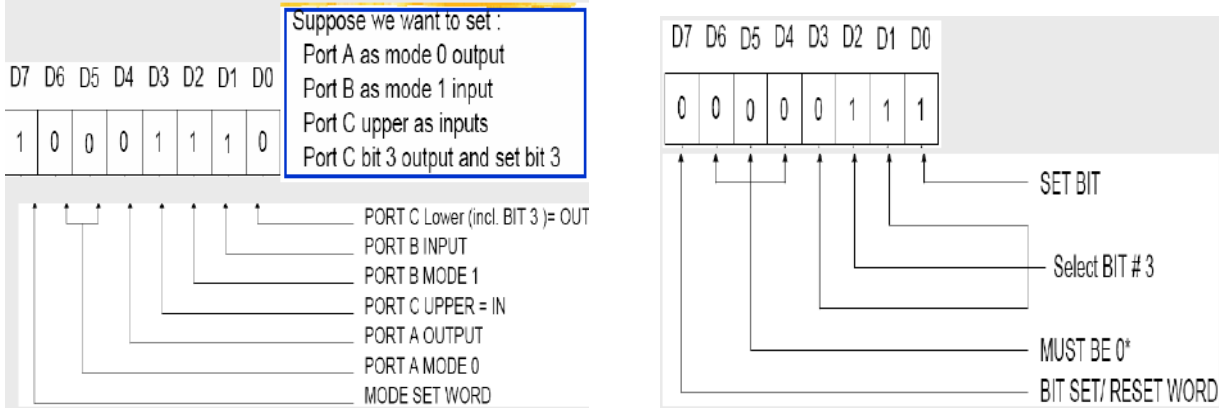 Suppose we want to set :
Port A as mode 0 output
Port B as mode 1 input
Port C upper as inputs
Port C bit 3 output and set bit 3
D7 D6 D5 D4 D3 D2 D1 D0
1 0 0 0 1 1 1 0
PORT C Lower (incl. BIT 3 )= OUT
PORT B INPUT
PORT B MODE 1
PORT C UPPER = IN
PORT A OUTPUT
PORT A MODE 0
MODE SET WORD
D7 D6 D5 D4 D3 D2 D1 D0
0 0 0 0 0 1 1 1
SET BIT
Select BIT # 3
MUST BE 0*
BIT SET/ RESET WORD